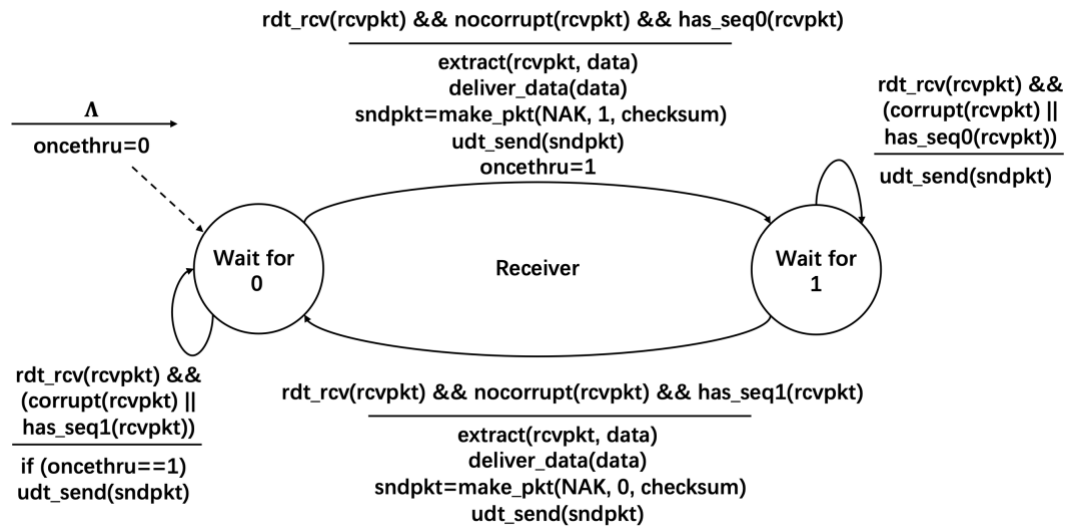 rdt_rcv(rcvpkt) && nocorrupt(rcvpkt) && has_seq0(rcvpkt)
extract(rcvpkt, data)
deliver_data(data)
sndpkt=make_pkt(NAK, 1, checksum)
udt_send(sndpkt)
oncethru=1
Λ
oncethru=0
rdt_rcv(rcvpkt) &&
(corrupt(rcvpkt) ||
has_seq0(rcvpkt))
udt_send(sndpkt)
Wait for
0
Receiver
Wait for
1
rdt_rcv(rcvpkt) &&
(corrupt(rcvpkt) ||
has_seq1(rcvpkt))
if (oncethru==1)
udt_send(sndpkt)
rdt_rcv(rcvpkt) && nocorrupt(rcvpkt) && has_seq1(rcvpkt)
extract(rcvpkt, data)
deliver_data(data)
sndpkt=make_pkt(NAK, 0, checksum)
udt_send(sndpkt)